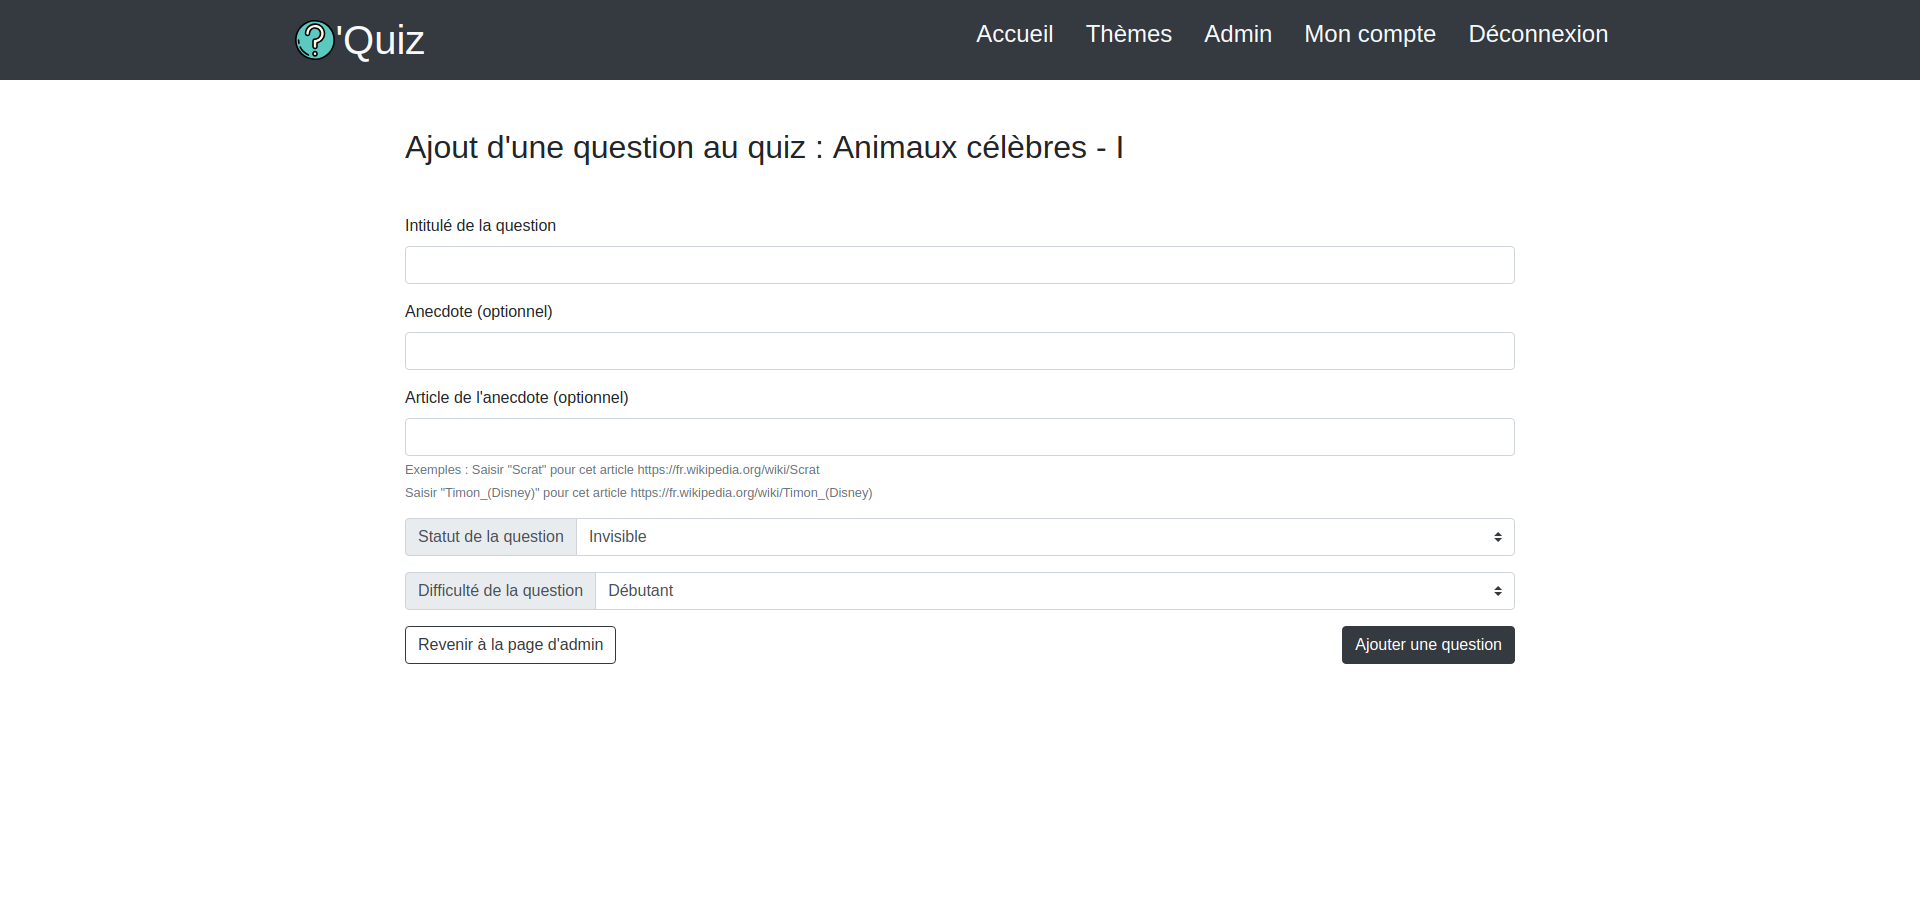 ?'Quiz
Accueil Thèmes Admin Mon compte Déconnexion
Ajout d'une question au quiz : Animaux célèbres - I
Intitulé de la question
Anecdote (optionnel)
Article de l'anecdote (optionnel)
Exemples : Saisir "Scrat" pour cet article https://fr.wikipedia.org/wiki/Scrat
Saisir "Timon_(Disney)" pour cet article https://fr.wikipedia.org/wiki/Timon_(Disney)
Statut de la question Invisible
Difficulté de la question Débutant
Revenir à la page d'admin Ajouter une question